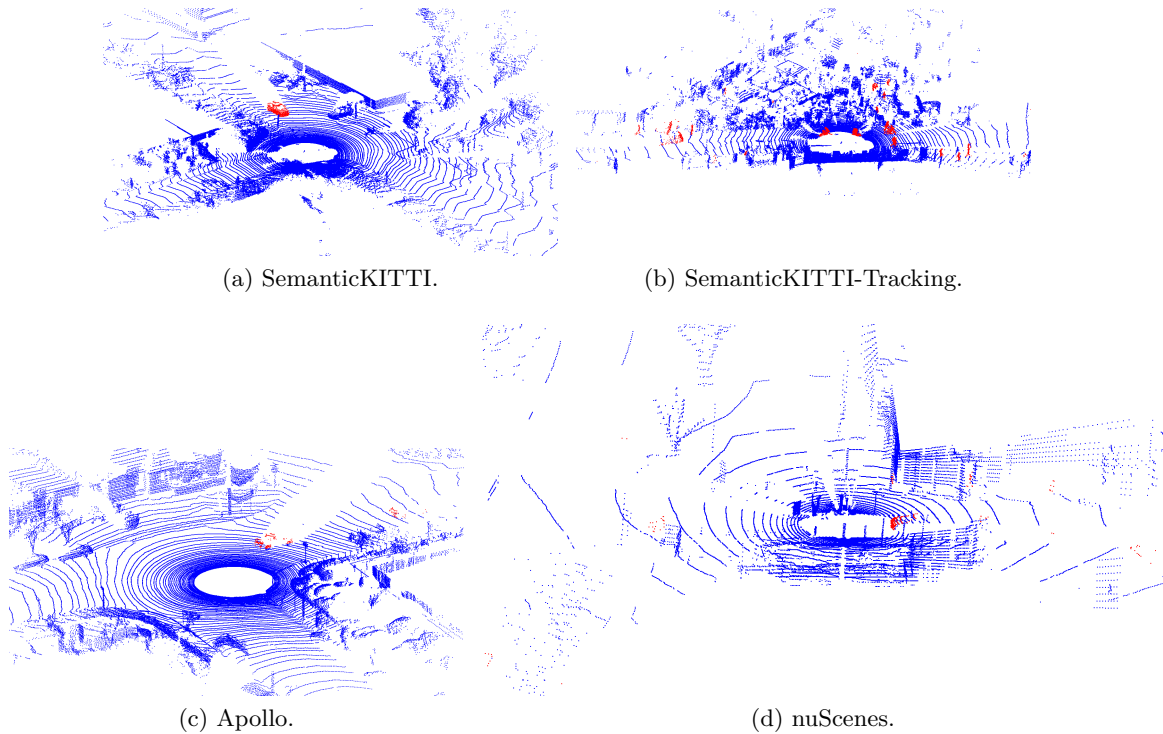 (a) SemanticKITTI.
(b) SemanticKITTI-Tracking.
(c) Apollo.
(d) nuScenes.